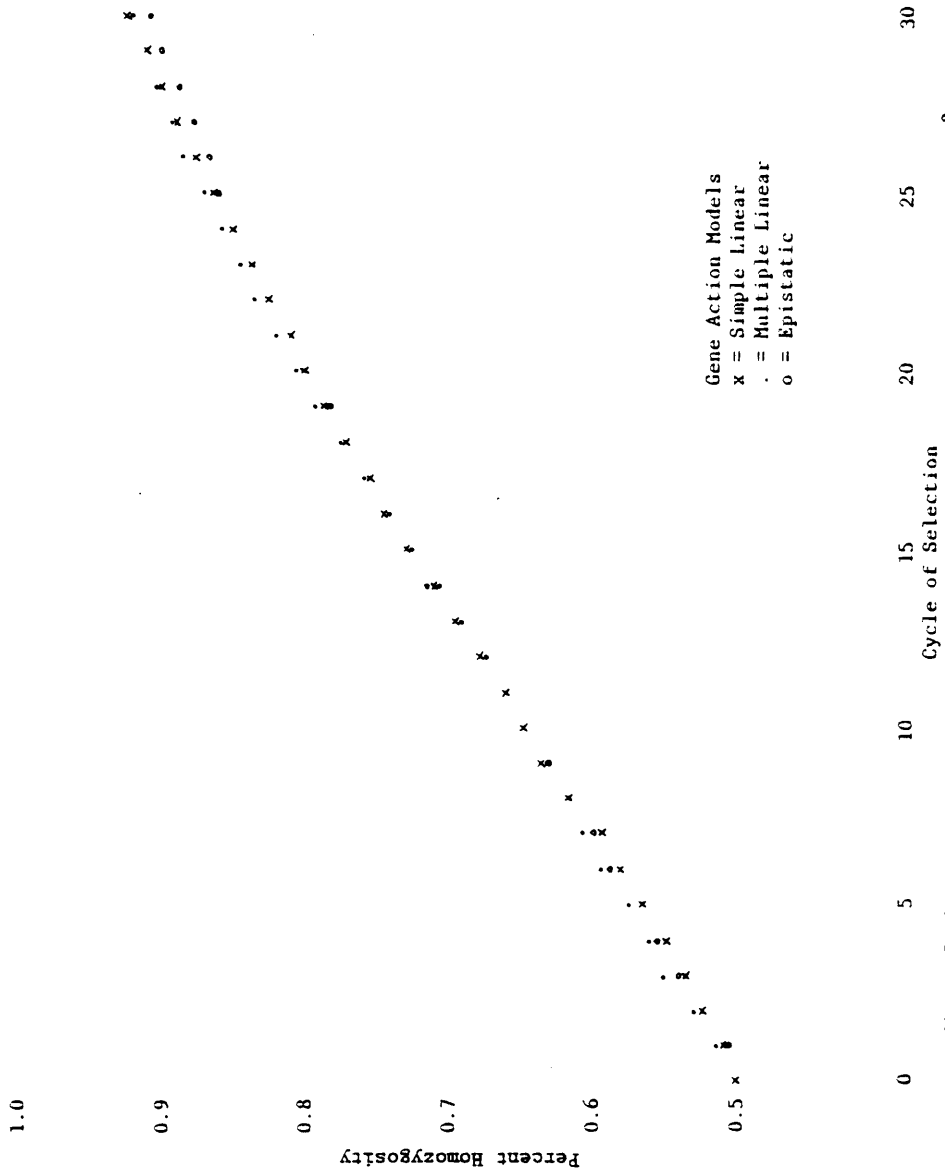 1.0
0.9
0.8
0.7
0.6
0.5
Percent Homozygosity
Gene Action Models
x = Simple Linear
. = Multiple Linear
o = Epistatic
0
5
10
15
20
25
30
Cycle of Selection